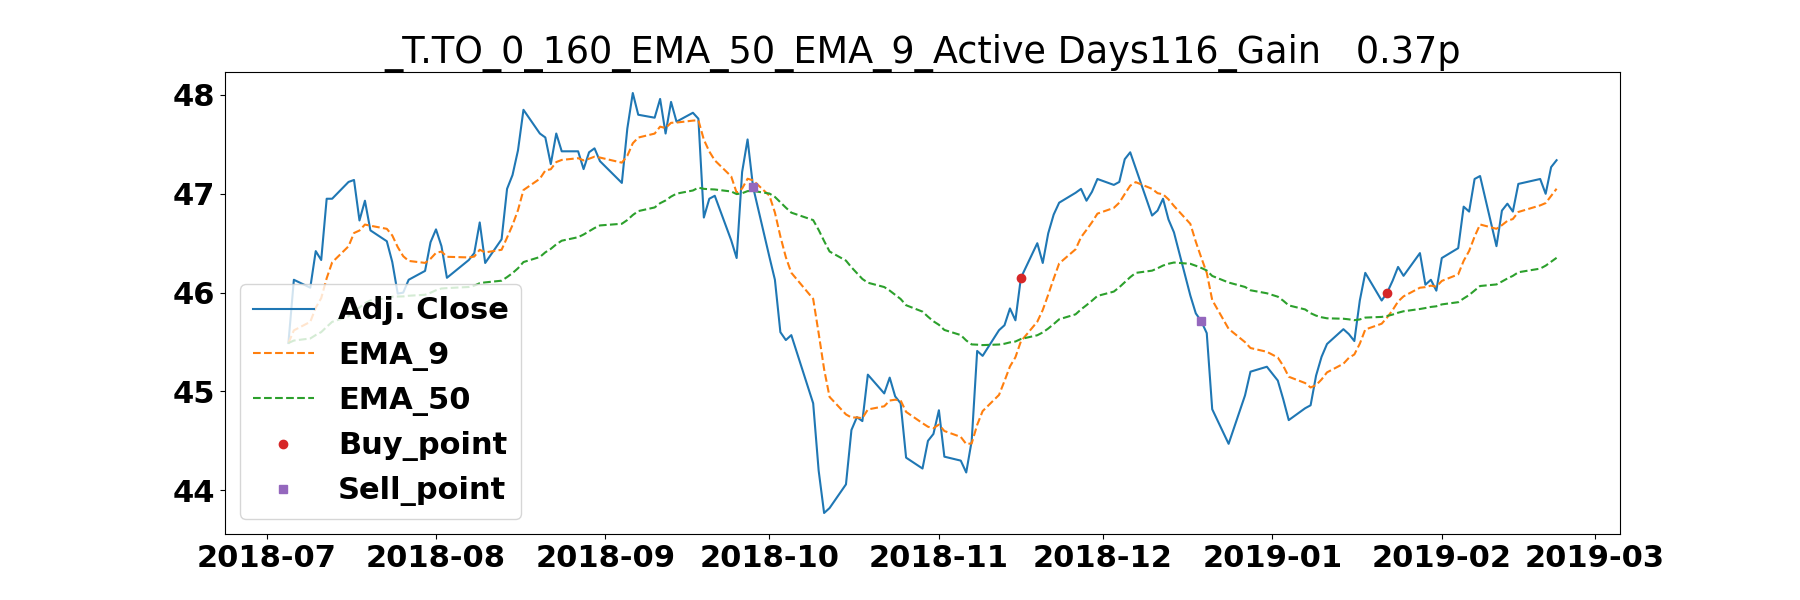 _T.TO_0_160_EMA_50_EMA_9_Active Days116_Gain   0.37p
48
47
46
45
44
Adj. Close
EMA_9
EMA_50
Buy_point
Sell_point
2018-07 2018-08 2018-09 2018-10 2018-11 2018-12 2019-01 2019-02 2019-03